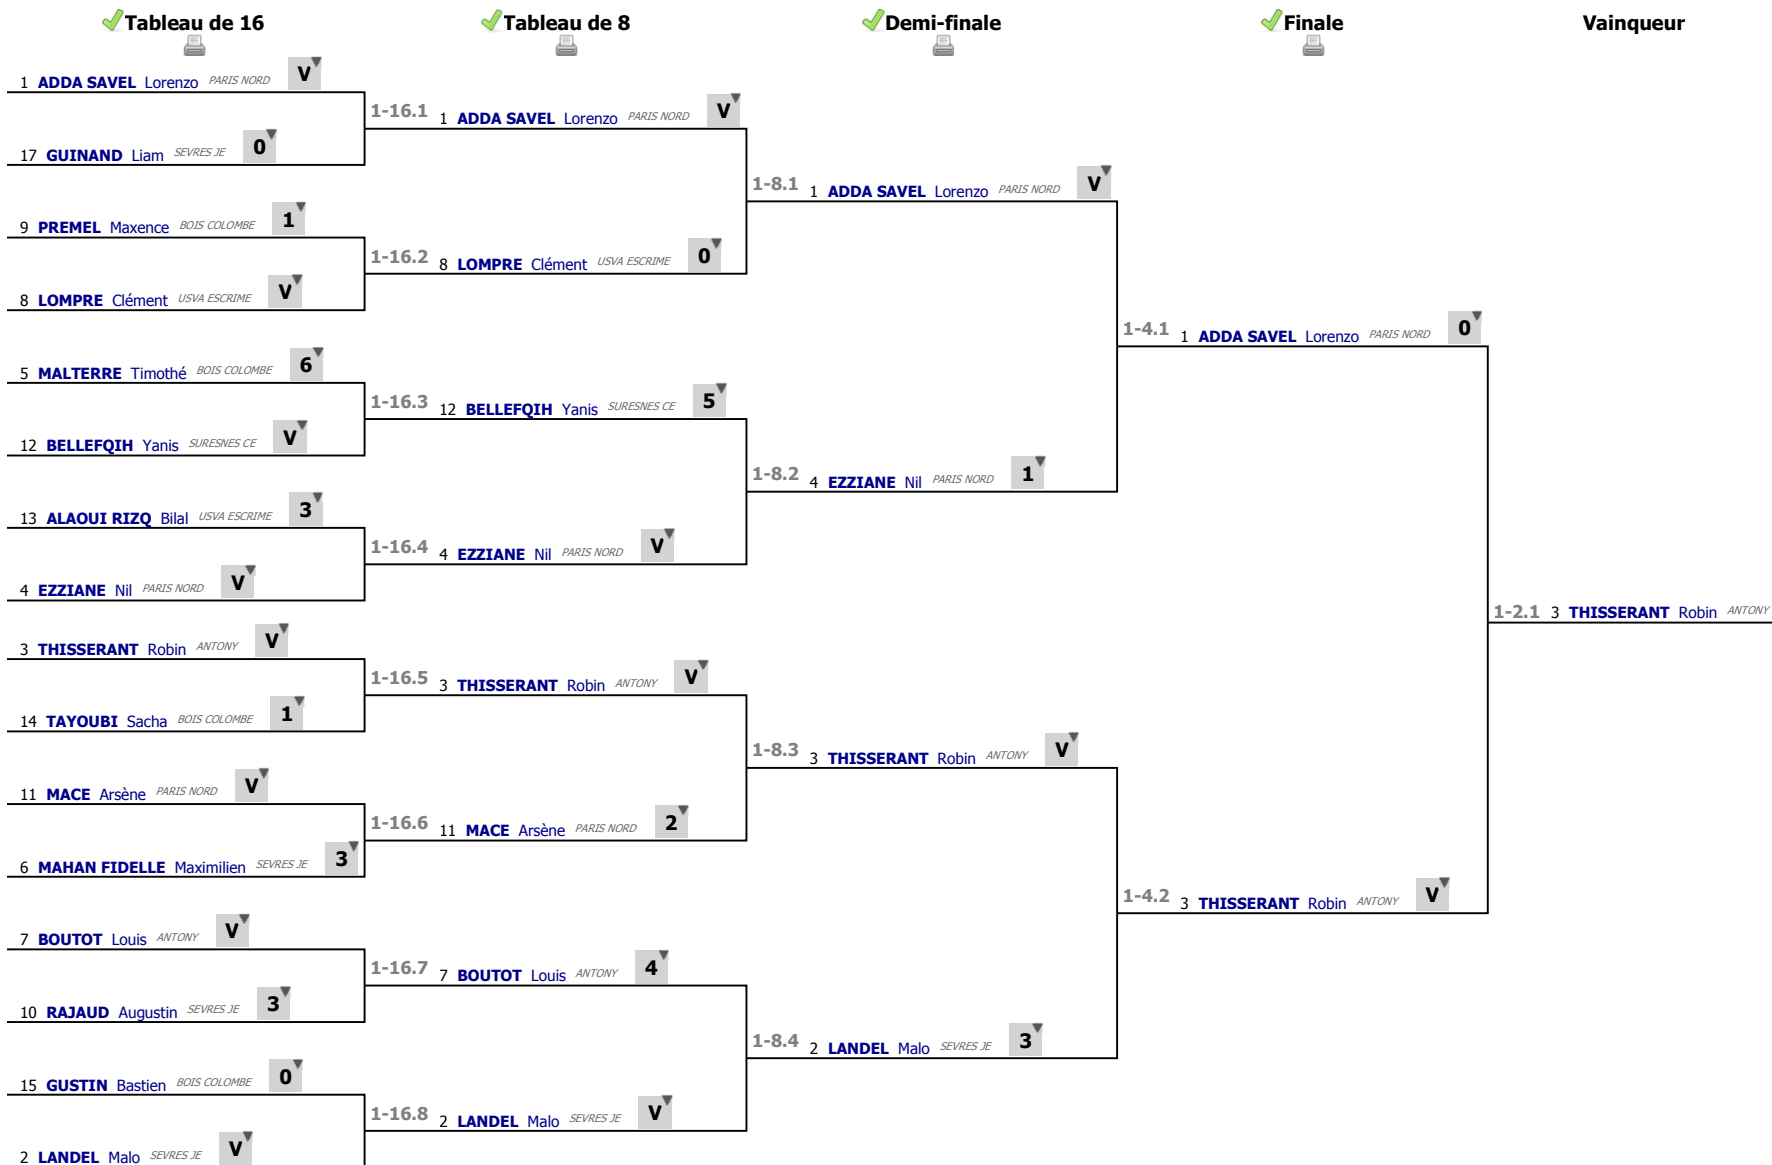 Tableau de 16
Tableau de 8
Demi-finale
Finale
Vainqueur
1 ADDA SAVEL Lorenzo PARIS NORD V
1-16.1 1 ADDA SAVEL Lorenzo PARIS NORD V
17 GUINAND Liam SEVRES JE 0
1-8.1 1 ADDA SAVEL Lorenzo PARIS NORD V
9 PREMEL Maxence BOIS COLOMBE 1
1-16.2 8 LOMPRE Clément USVA ESCRIME 0
8 LOMPRE Clément USVA ESCRIME V
1-4.1 1 ADDA SAVEL Lorenzo PARIS NORD 0
5 MALTERRE Timothé BOIS COLOMBE 6
1-16.3 12 BELLEFQIH Yanis SURESNES CE 5
12 BELLEFQIH Yanis SURESNES CE V
1-8.2 4 EZZIANE Nil PARIS NORD 1
13 ALAOUI RIZQ Bilal USVA ESCRIME 3
1-16.4 4 EZZIANE Nil PARIS NORD V
4 EZZIANE Nil PARIS NORD V
1-2.1 3 THISSERANT Robin ANTONY
3 THISSERANT Robin ANTONY V
1-16.5 3 THISSERANT Robin ANTONY V
14 TAYOUBI Sacha BOIS COLOMBE 1
1-8.3 3 THISSERANT Robin ANTONY V
11 MACE Arsène PARIS NORD V
1-16.6 11 MACE Arsène PARIS NORD 2
6 MAHAN FIDELLE Maximilien SEVRES JE 3
1-4.2 3 THISSERANT Robin ANTONY V
7 BOUTOT Louis ANTONY V
1-16.7 7 BOUTOT Louis ANTONY 4
10 RAJAUD Augustin SEVRES JE 3
1-8.4 2 LANDEL Malo SEVRES JE 3
15 GUSTIN Bastien BOIS COLOMBE 0
1-16.8 2 LANDEL Malo SEVRES JE V
2 LANDEL Malo SEVRES JE V